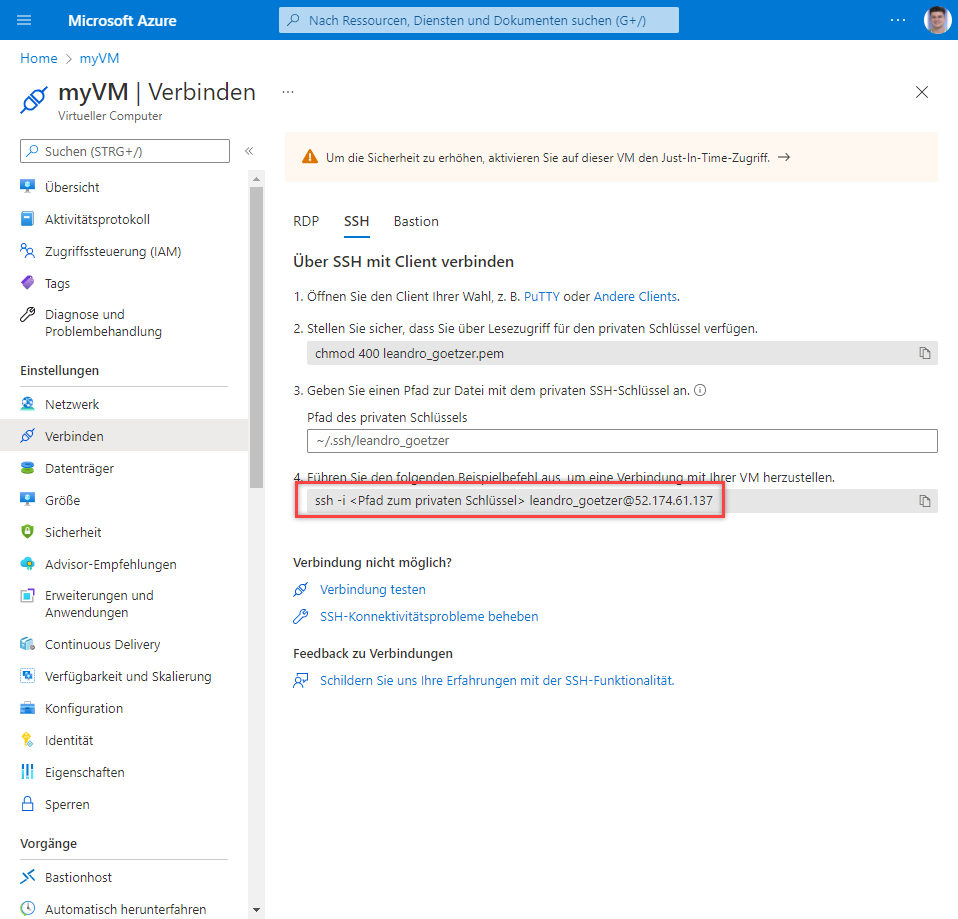 Microsoft Azure
Nach Ressourcen, Diensten und Dokumenten suchen (G+/)
Home > myVM
myVM | Verbinden
Virtueller Computer
Suchen (STRG+/)
Übersicht
Aktivitätsprotokoll
Zugriffssteuerung (IAM)
Tags
Diagnose und
Problembehandlung
Einstellungen
Netzwerk
Verbinden
Datenträger
Größe
Sicherheit
Advisor-Empfehlungen
Erweiterungen und
Anwendungen
Continuous Delivery
Verfügbarkeit und Skalierung
Konfiguration
Identität
Eigenschaften
Sperren
Vorgänge
Bastionhost
Automatisch herunterfahren
Um die Sicherheit zu erhöhen, aktivieren Sie auf dieser VM den Just-In-Time-Zugriff. →
RDP SSH Bastion
Über SSH mit Client verbinden
1. Öffnen Sie den Client Ihrer Wahl, z. B. PuTTY oder Andere Clients.
2. Stellen Sie sicher, dass Sie über Lesezugriff für den privaten Schlüssel verfügen.
chmod 400 leandro_goetzer.pem
3. Geben Sie einen Pfad zur Datei mit dem privaten SSH-Schlüssel an.
Pfad des privaten Schlüssels
~/.ssh/leandro_goetzer
4. Führen Sie den folgenden Beispielbefehl aus, um eine Verbindung mit Ihrer VM herzustellen.
ssh -i <Pfad zum privaten Schlüssel> leandro_goetzer@52.174.61.137
Verbindung nicht möglich?
Verbindung testen
SSH-Konnektivitätsprobleme beheben
Feedback zu Verbindungen
Schildern Sie uns Ihre Erfahrungen mit der SSH-Funktionalität.